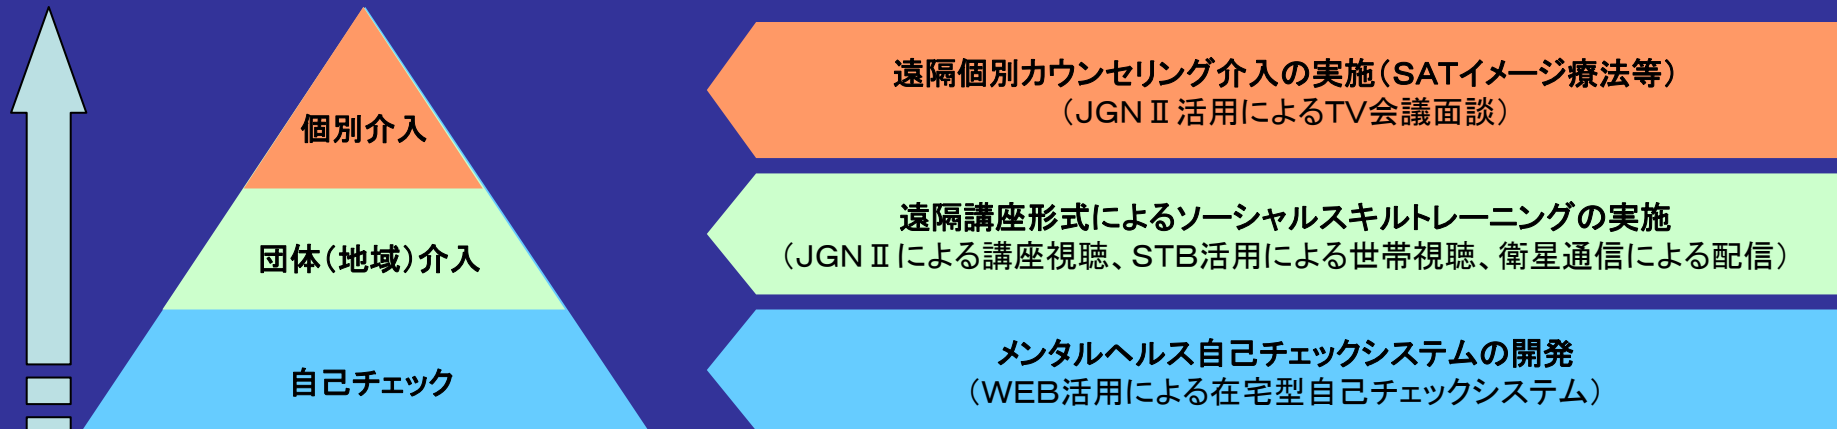 個別介入
遠隔個別カウンセリング介入の実施(SATイメージ療法等)
(JGNⅡ活用によるTV会議面談)
団体(地域)介入
遠隔講座形式によるソーシャルスキルトレーニングの実施
(JGNⅡによる講座視聴、STB活用による世帯視聴、衛星通信による配信)
自己チェック
メンタルヘルス自己チェックシステムの開発
(WEB活用による在宅型自己チェックシステム)